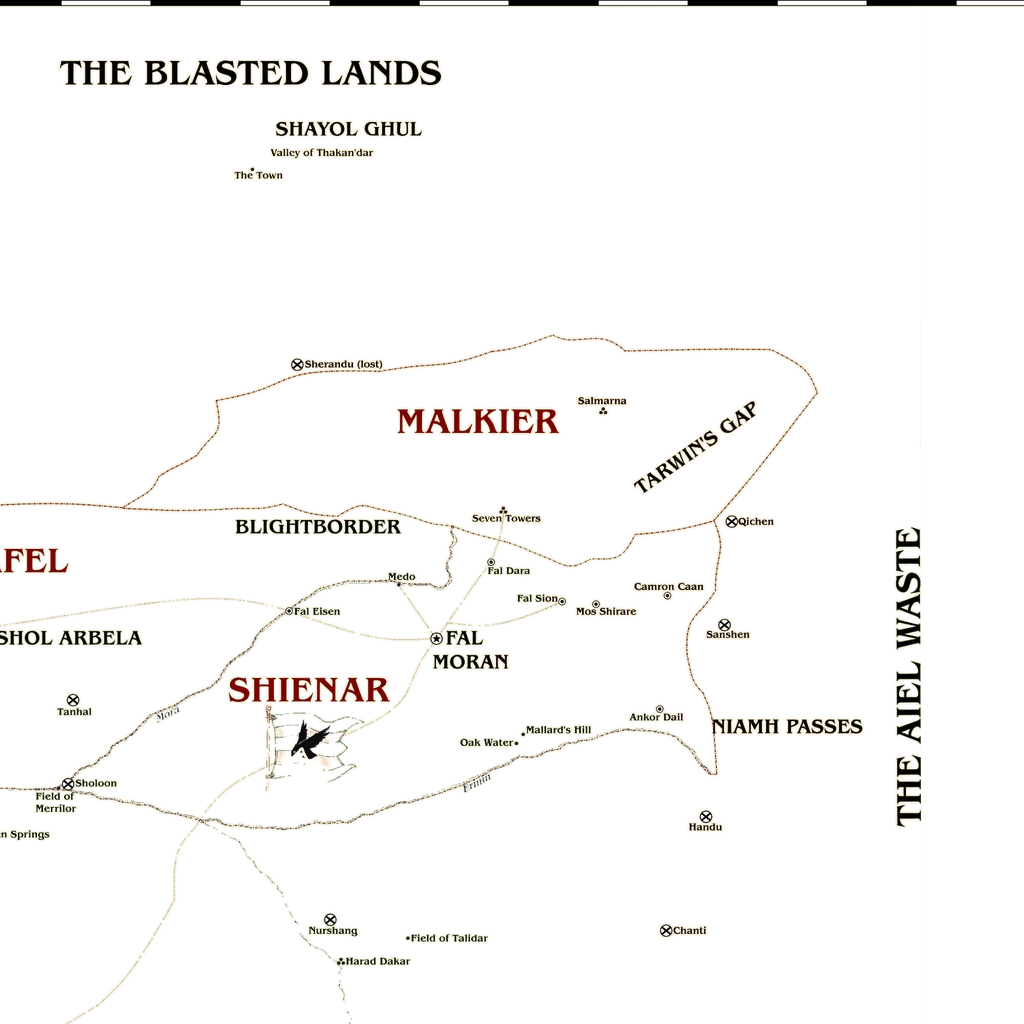 THE BLASTED LANDS
SHAYOL GHUL
Valley of Thakan'dar
The Town
Sherandu (lost)
Salmarna
MALKIER
TARWIN'S GAP
Seven Towers
Qichen
BLIGHTBORDER
AFEL
Fal Dara
Medo
Camron Caan
Fal Sion
Mos Shirare
Fal Eisen
Sanshen
SHOL ARBELA
FAL
MORAN
THE AIEL WASTE
SHIENAR
Tanhal
Mora
Ankor Dail
NIAMH PASSES
Mallard's Hill
Oak Water
Erinin
Sholoon
Field of
Merrilor
Handu
en Springs
Nurshang
Field of Talidar
Chanti
Harad Dakar